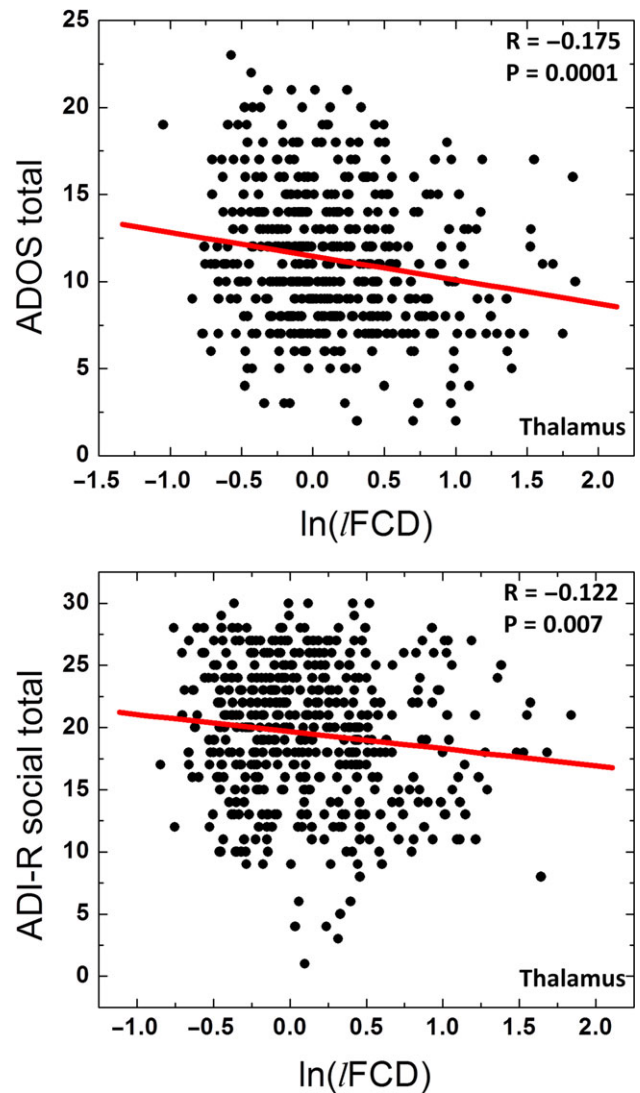 25
20
15
10
5
0
ADOS total
R = −0.175
P = 0.0001
Thalamus
−1.5 −1.0 −0.5 0.0 0.5 1.0 1.5 2.0
ln(lFCD)
30
25
20
15
10
5
0
ADI-R social total
R = −0.122
P = 0.007
Thalamus
−1.0 −0.5 0.0 0.5 1.0 1.5 2.0
ln(lFCD)